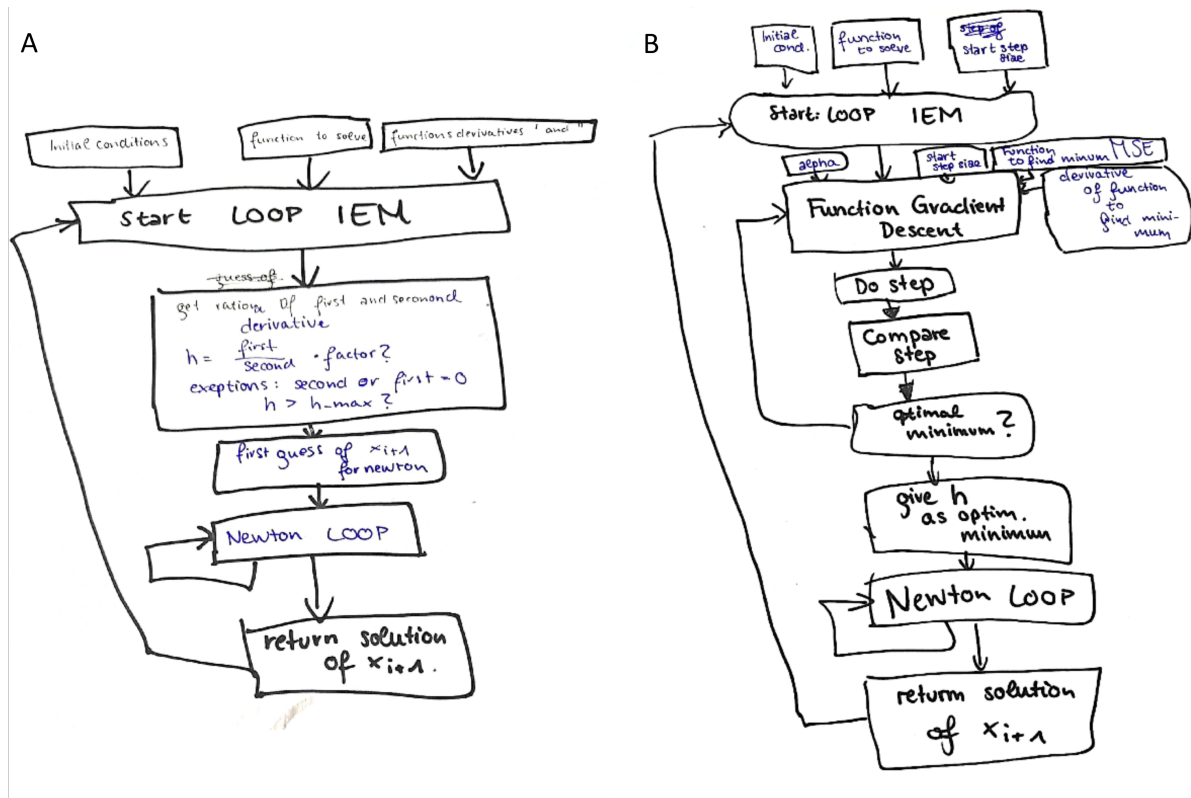 A
Initial conditions
function to solve
functions derivatives ' and ''
Start LOOP IEM
guess of
get ratio of first and seconond
derivative
h = first
second · factor?
exeptions: second or first = 0
h > h_max?
first guess of xi+1
for newton
Newton LOOP
return solution
of xi+1.
B
Initial
cond.
function
to solve
step of
start step
size
Start: LOOP IEM
alpha
start
step size
Function
to find minum MSE
derivative
of function
to
find mini-
mum
Function Gradient
Descent
Do step
Compare
step
optimal
minimum?
give h
as optim.
minimum
Newton LOOP
return solution
of xi+1